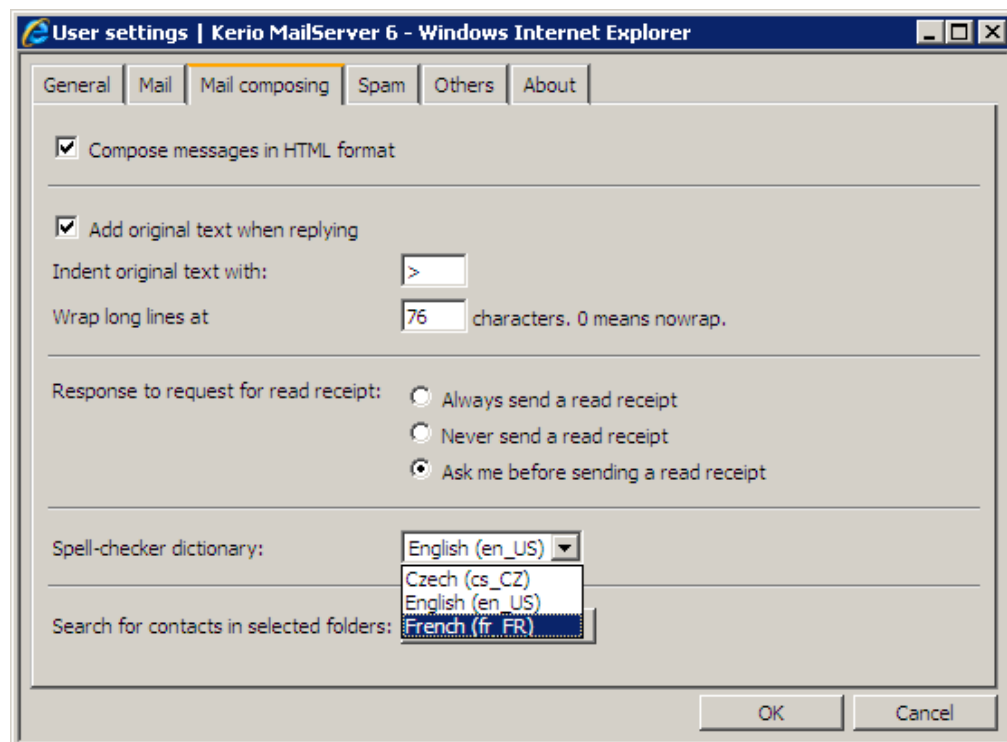 User settings | Kerio MailServer 6 - Windows Internet Explorer
General Mail Mail composing Spam Others About
Compose messages in HTML format
Add original text when replying
Indent original text with: >
Wrap long lines at 76 characters. 0 means nowrap.
Response to request for read receipt: Always send a read receipt
Never send a read receipt
Ask me before sending a read receipt
Spell-checker dictionary: English (en_US)
Czech (cs_CZ)
English (en_US)
Search for contacts in selected folders: French (fr_FR)
OK Cancel